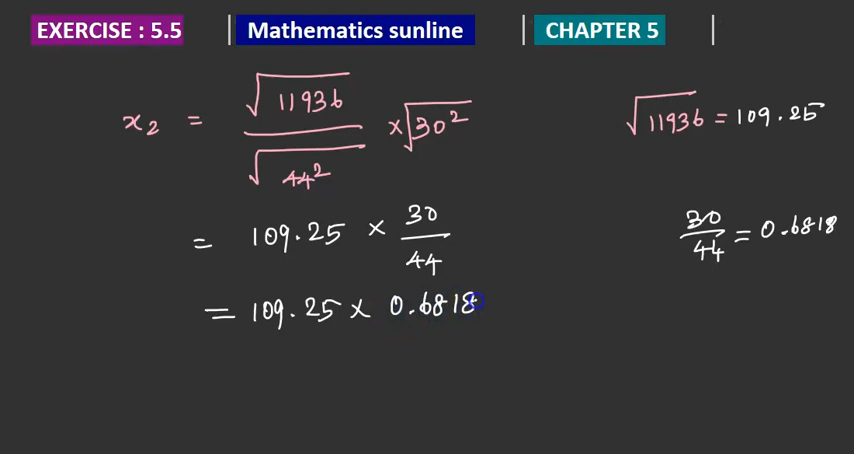 EXERCISE : 5.5 | Mathematics sunline | CHAPTER 5 |
x₂ = √11936 / √44² × √30²
√11936 = 109.25
= 109.25 × 30/44
30/44 = 0.6818
= 109.25 × 0.6818